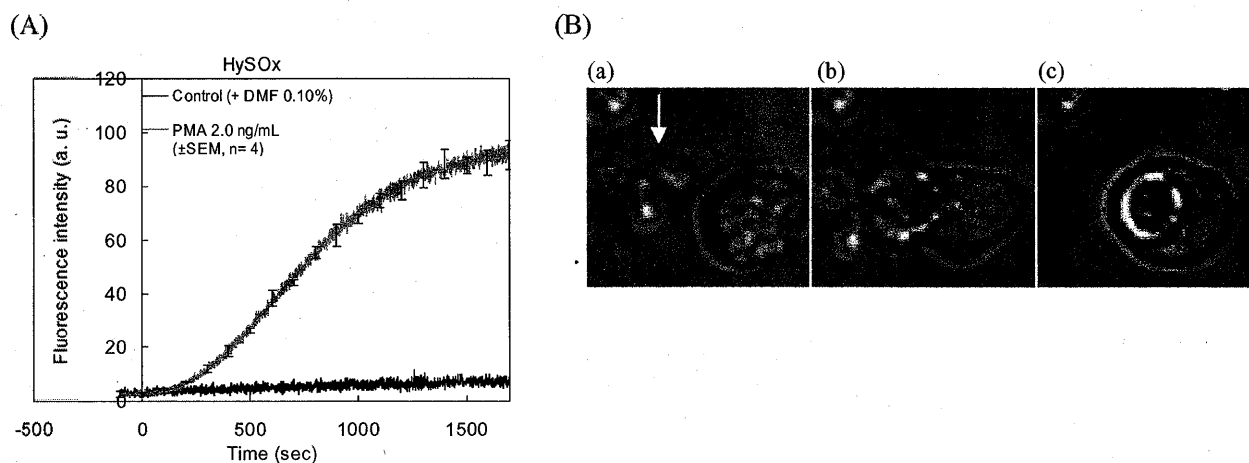 (A)
HySOx
120
100
80
60
40
20
0
Fluorescence intensity (a. u.)
Control (+ DMF 0.10%)
PMA 2.0 ng/mL
(±SEM, n= 4)
-500
0
500
1000
1500
Time (sec)
(B)
(a)
(b)
(c)